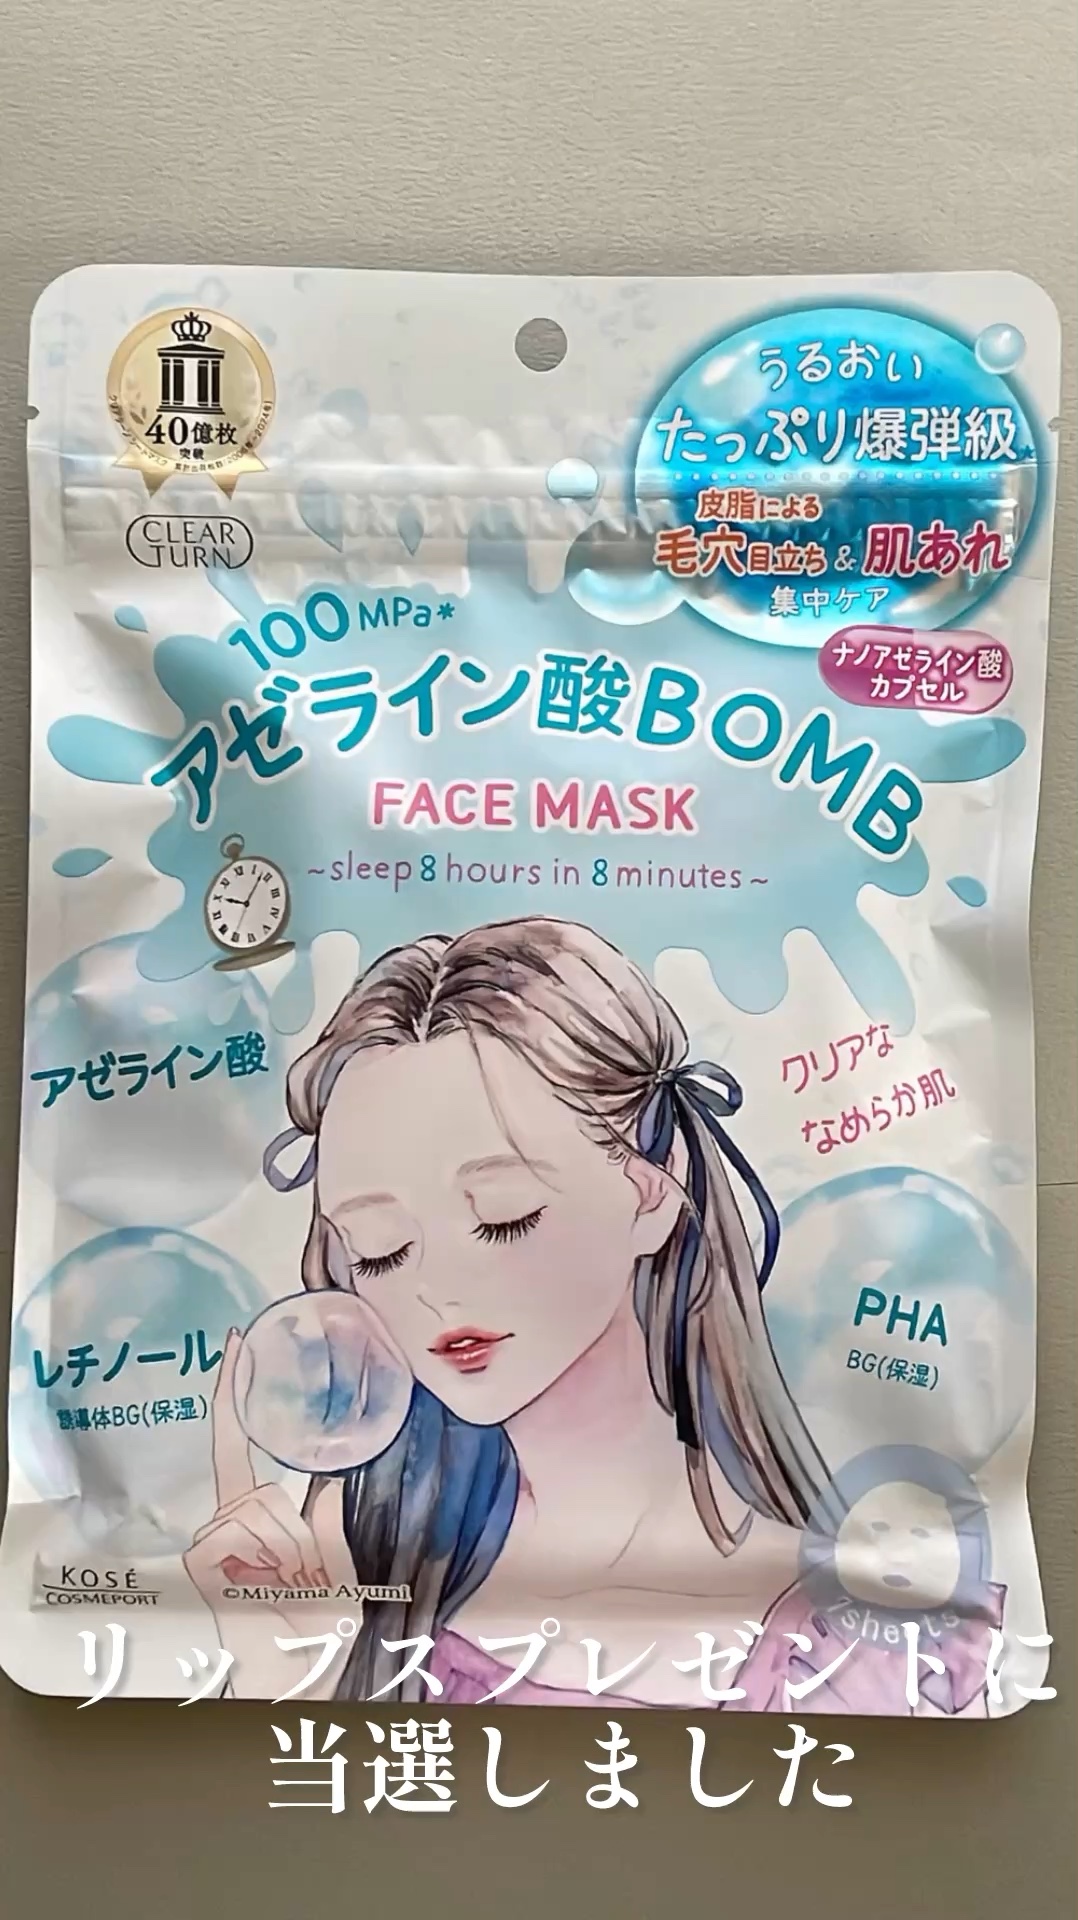 40億枚
突破
CLEAR
TURN
うるおい
たっぷり爆弾級*
皮脂による
毛穴目立ち&肌あれ
集中ケア
ナノアゼライン酸
カプセル
100MPa*
アゼライン酸BOMB
FACE MASK
~sleep 8 hours in 8 minutes~
アゼライン酸
クリアな
なめらか肌
レチノール
誘導体BG(保湿)
PHA
BG(保湿)
KOSÉ
COSMEPORT
©Miyama Ayumi
7sheets
リップスプレゼントに
当選しました